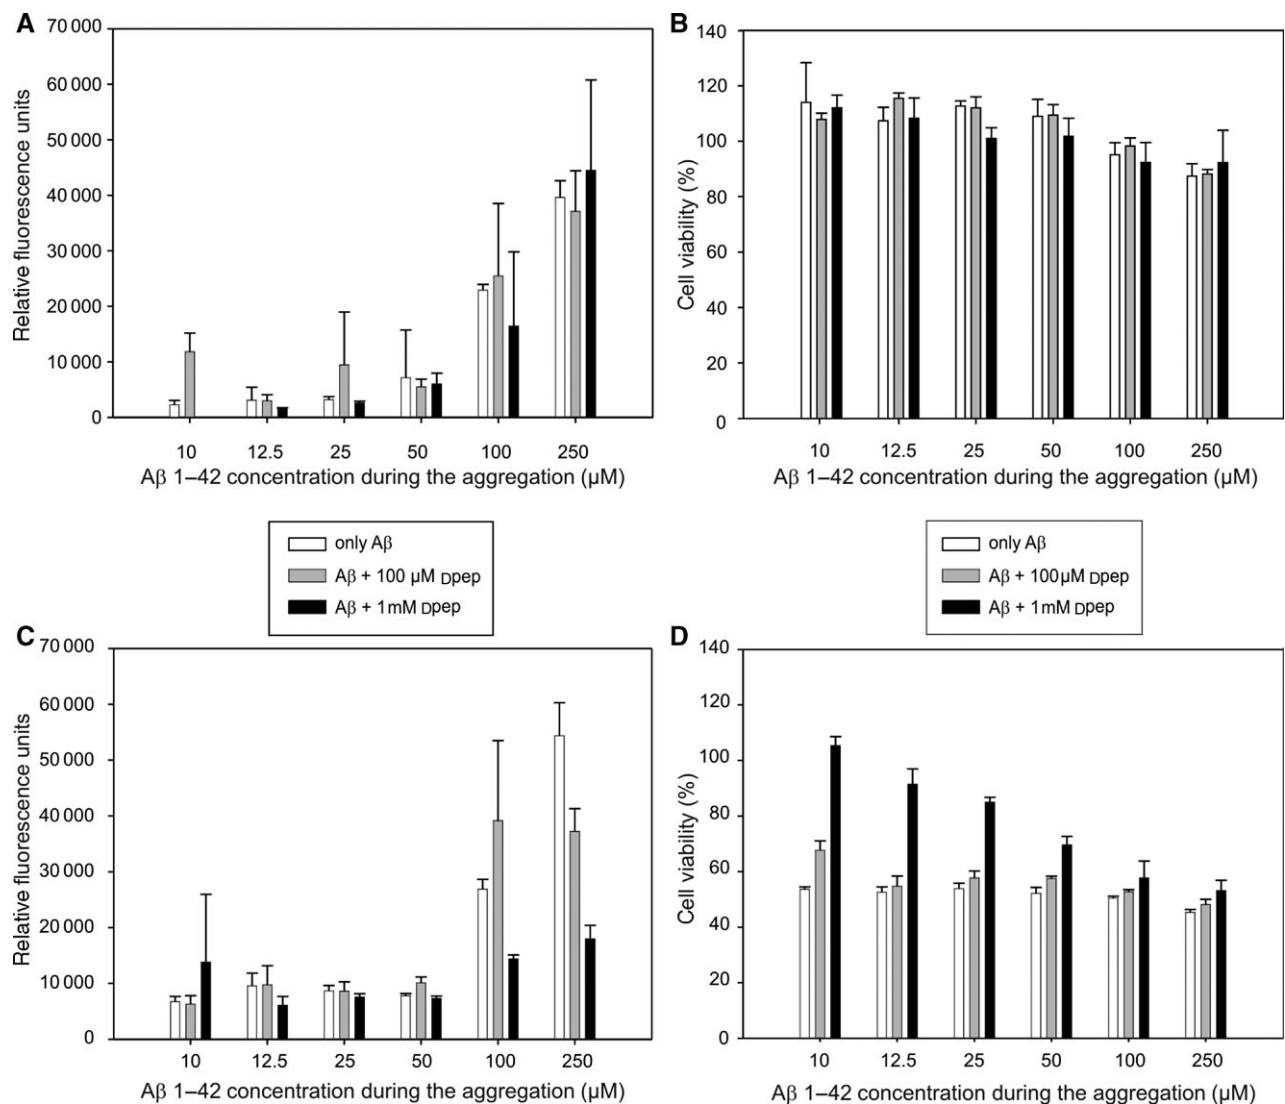 A
70 000
60 000
50 000
40 000
30 000
20 000
10 000
0
Relative fluorescence units
10 12.5 25 50 100 250
Aβ 1–42 concentration during the aggregation (μM)
B
140
120
100
80
60
40
20
0
Cell viability (%)
10 12.5 25 50 100 250
Aβ 1–42 concentration during the aggregation (μM)
only Aβ
Aβ + 100 μM Dpep
Aβ + 1mM Dpep
only Aβ
Aβ + 100μM Dpep
Aβ + 1mM Dpep
C
70 000
60 000
50 000
40 000
30 000
20 000
10 000
0
Relative fluorescence units
10 12.5 25 50 100 250
Aβ 1–42 concentration during the aggregation (μM)
D
140
120
100
80
60
40
20
0
Cell viability (%)
10 12.5 25 50 100 250
Aβ 1–42 concentration during the aggregation (μM)